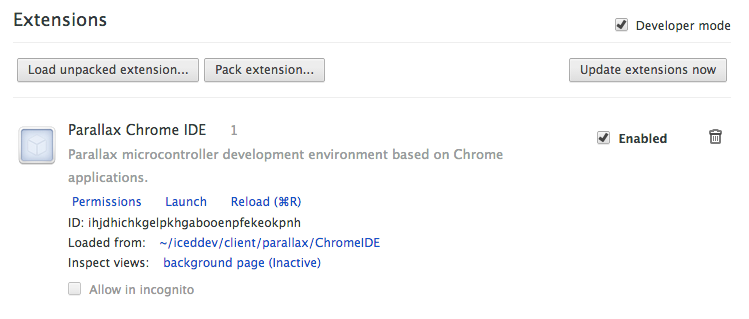 Extensions
Developer mode
Load unpacked extension... Pack extension... Update extensions now
Parallax Chrome IDE 1
Enabled
Parallax microcontroller development environment based on Chrome
applications.
Permissions Launch Reload (⌘R)
ID: ihjdhichkgelpkhgabooenpfekeokpnh
Loaded from: ~/iceddev/client/parallax/ChromeIDE
Inspect views: background page (Inactive)
Allow in incognito